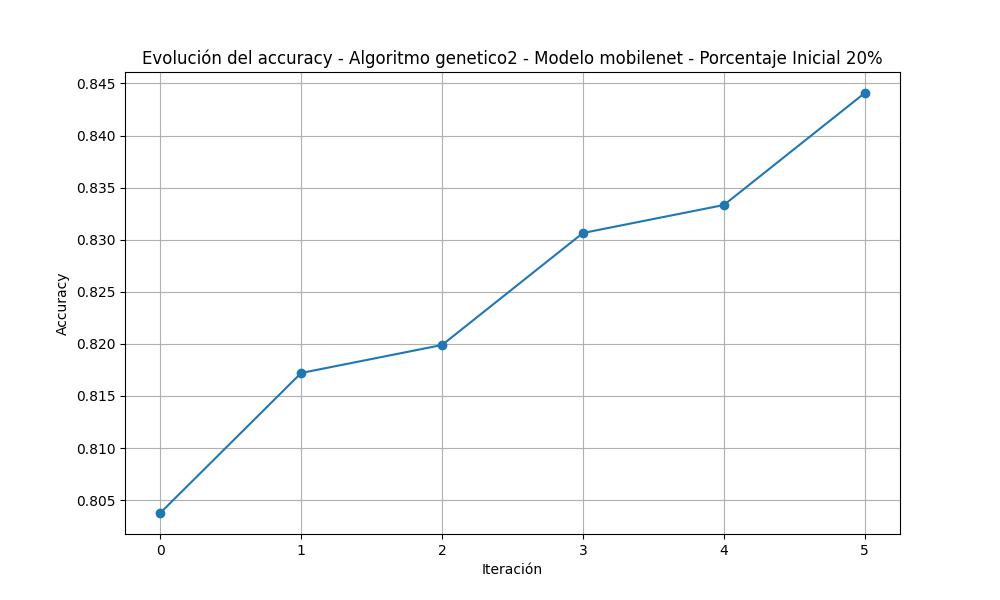 Evolución del accuracy - Algoritmo genetico2 - Modelo mobilenet - Porcentaje Inicial 20%
0.845
0.840
0.835
0.830
0.825
0.820
0.815
0.810
0.805
Accuracy
0 1 2 3 4 5
Iteración